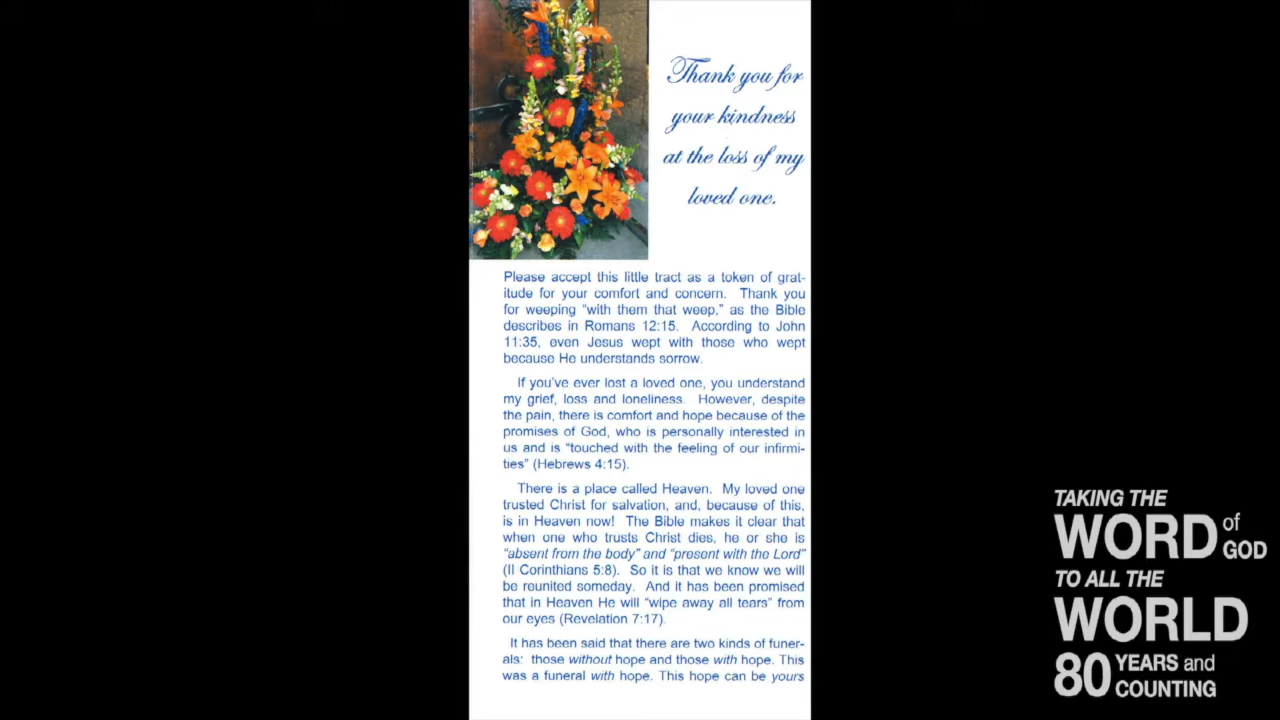 Thank you for
your kindness
at the loss of my
loved one.
Please accept this little tract as a token of grat-
itude for your comfort and concern. Thank you
for weeping “with them that weep,” as the Bible
describes in Romans 12:15. According to John
11:35, even Jesus wept with those who wept
because He understands sorrow.
If you’ve ever lost a loved one, you understand
my grief, loss and loneliness. However, despite
the pain, there is comfort and hope because of the
promises of God, who is personally interested in
us and is “touched with the feeling of our infirmi-
ties” (Hebrews 4:15).
There is a place called Heaven. My loved one
trusted Christ for salvation, and, because of this,
is in Heaven now! The Bible makes it clear that
when one who trusts Christ dies, he or she is
“absent from the body” and “present with the Lord”
(II Corinthians 5:8). So it is that we know we will
be reunited someday. And it has been promised
that in Heaven He will “wipe away all tears” from
our eyes (Revelation 7:17).
It has been said that there are two kinds of funer-
als: those without hope and those with hope. This
was a funeral with hope. This hope can be yours
TAKING THE
WORD of GOD
TO ALL THE
WORLD
80 YEARS and
COUNTING